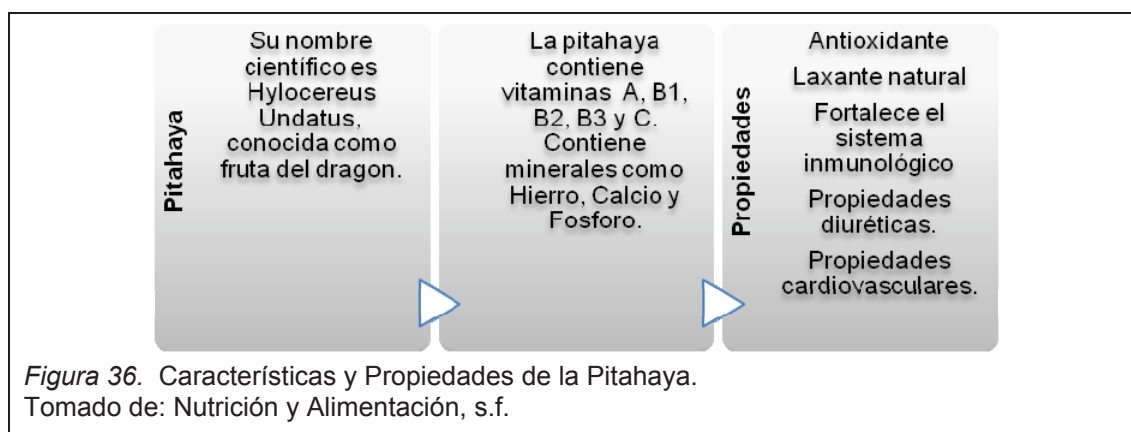 Pitahaya
Su nombre
científico es
Hylocereus
Undatus,
conocida como
fruta del dragon.
La pitahaya
contiene
vitaminas A, B1,
B2, B3 y C.
Contiene
minerales como
Hierro, Calcio y
Fosforo.
Propiedades
Antioxidante
Laxante natural
Fortalece el
sistema
inmunológico
Propiedades
diuréticas.
Propiedades
cardiovasculares.
Figura 36. Características y Propiedades de la Pitahaya.
Tomado de: Nutrición y Alimentación, s.f.